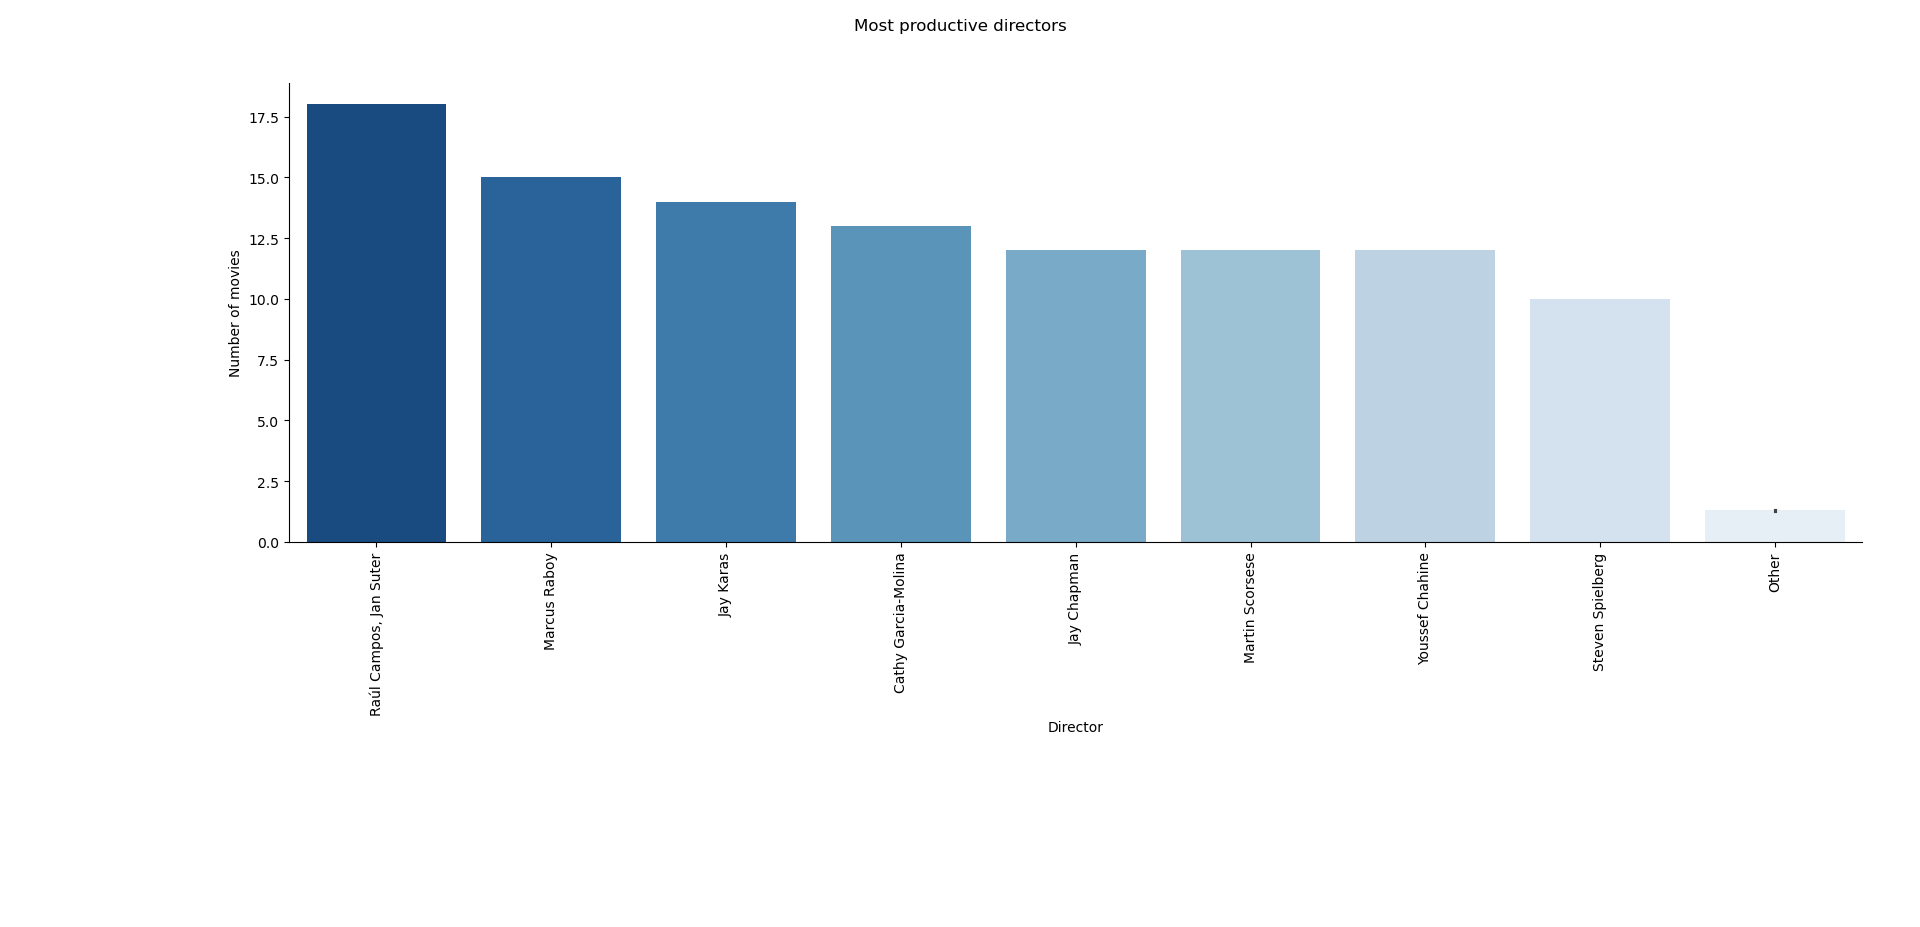 Most productive directors
Number of movies
17.5
15.0
12.5
10.0
7.5
5.0
2.5
0.0
Raúl Campos, Jan Suter
Marcus Raboy
Jay Karas
Cathy Garcia-Molina
Jay Chapman
Martin Scorsese
Youssef Chahine
Steven Spielberg
Other
Director